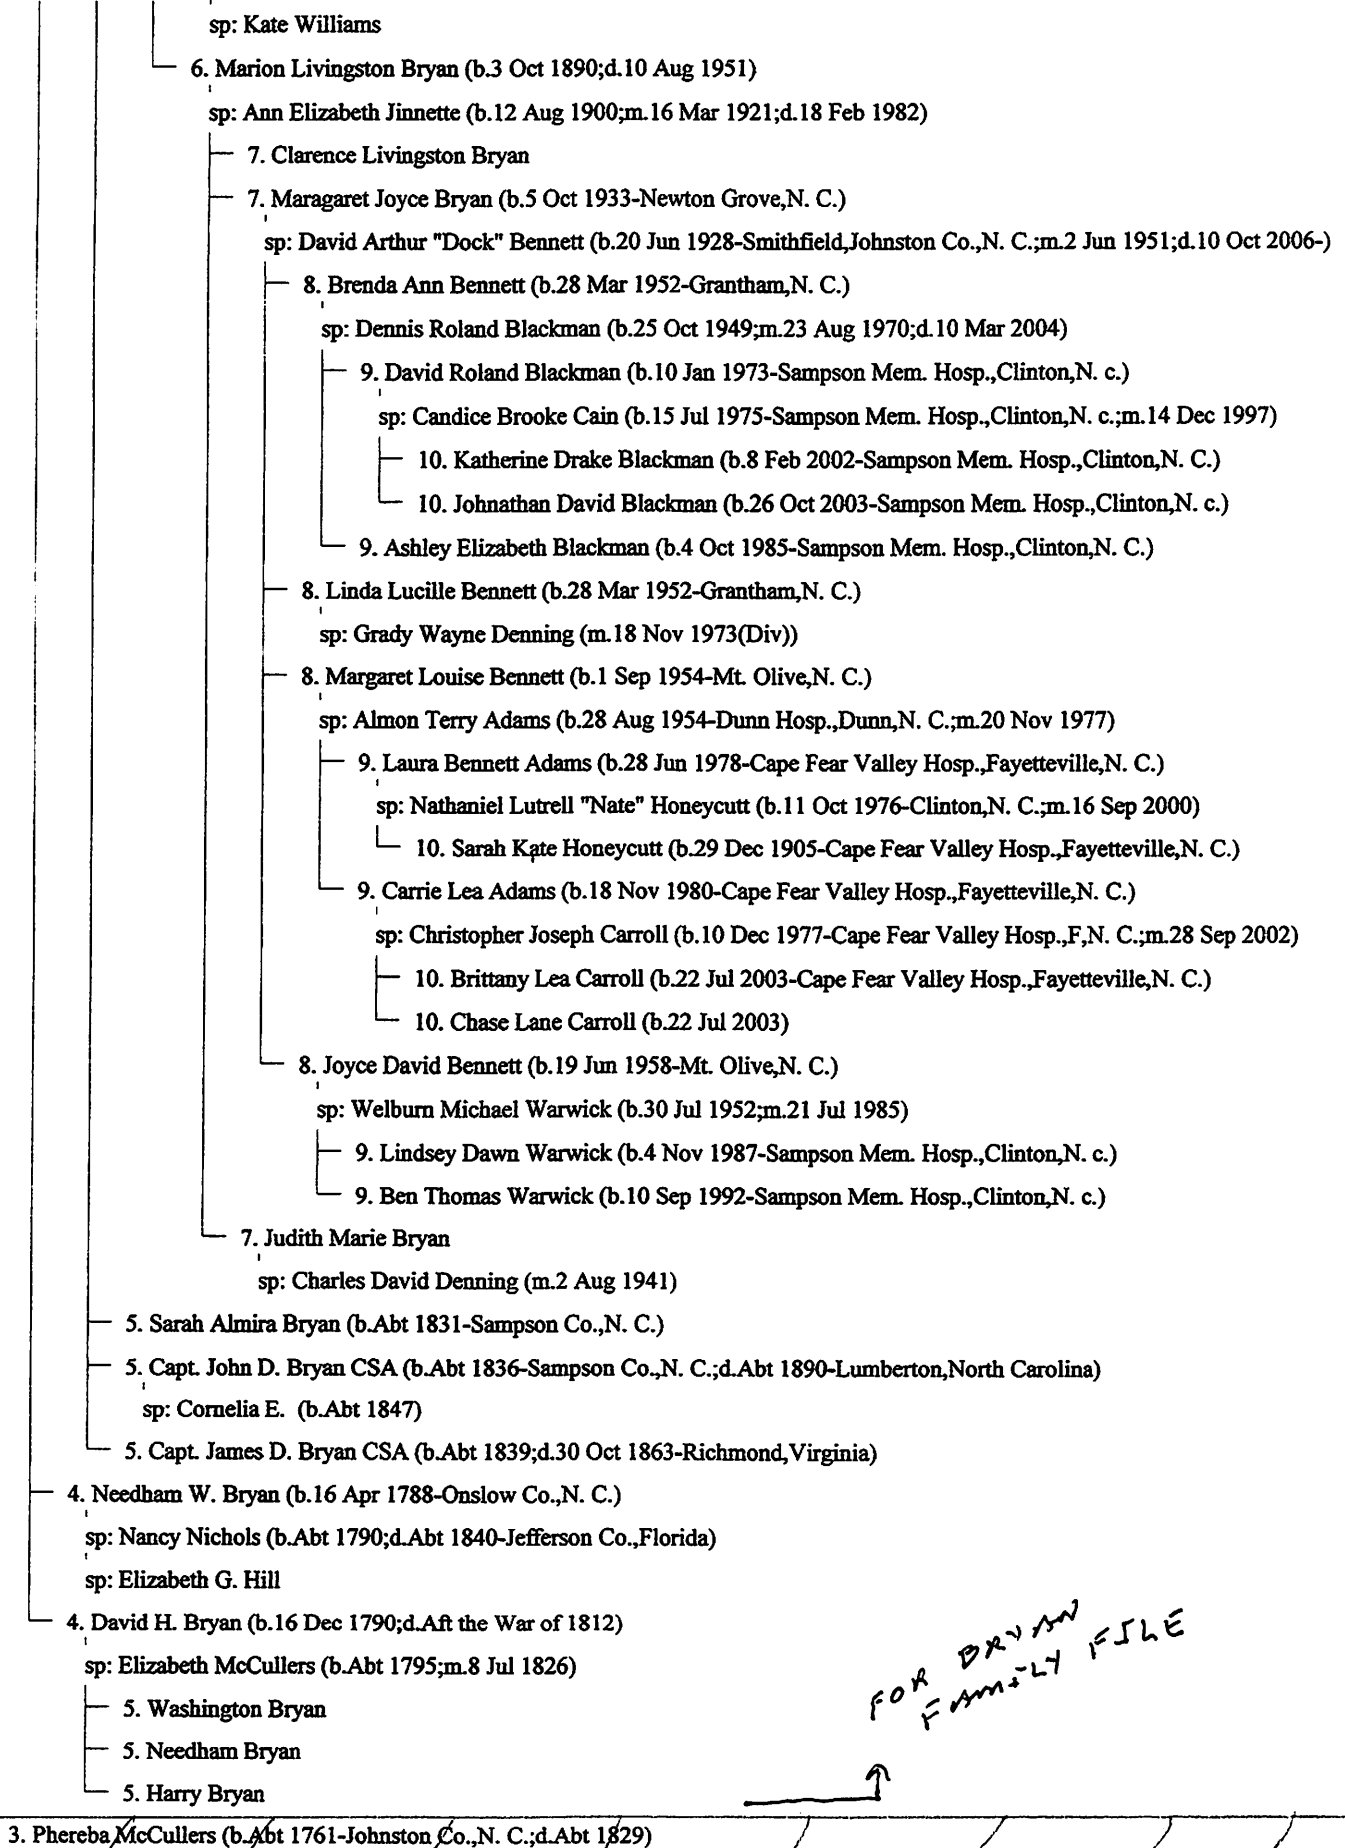 sp: Kate Williams
6. Marion Livingston Bryan (b.3 Oct 1890;d.10 Aug 1951)
sp: Ann Elizabeth Jinnette (b.12 Aug 1900;m.16 Mar 1921;d.18 Feb 1982)
7. Clarence Livingston Bryan
7. Maragaret Joyce Bryan (b.5 Oct 1933-Newton Grove,N. C.)
sp: David Arthur "Dock" Bennett (b.20 Jun 1928-Smithfield,Johnston Co.,N. C.;m.2 Jun 1951;d.10 Oct 2006-)
8. Brenda Ann Bennett (b.28 Mar 1952-Grantham,N. C.)
sp: Dennis Roland Blackman (b.25 Oct 1949;m.23 Aug 1970;d.10 Mar 2004)
9. David Roland Blackman (b.10 Jan 1973-Sampson Mem. Hosp.,Clinton,N. c.)
sp: Candice Brooke Cain (b.15 Jul 1975-Sampson Mem. Hosp.,Clinton,N. c.;m.14 Dec 1997)
10. Katherine Drake Blackman (b.8 Feb 2002-Sampson Mem. Hosp.,Clinton,N. C.)
10. Johnathan David Blackman (b.26 Oct 2003-Sampson Mem. Hosp.,Clinton,N. c.)
9. Ashley Elizabeth Blackman (b.4 Oct 1985-Sampson Mem. Hosp.,Clinton,N. C.)
8. Linda Lucille Bennett (b.28 Mar 1952-Grantham,N. C.)
sp: Grady Wayne Denning (m.18 Nov 1973(Div))
8. Margaret Louise Bennett (b.1 Sep 1954-Mt. Olive,N. C.)
sp: Almon Terry Adams (b.28 Aug 1954-Dunn Hosp.,Dunn,N. C.;m.20 Nov 1977)
9. Laura Bennett Adams (b.28 Jun 1978-Cape Fear Valley Hosp.,Fayetteville,N. C.)
sp: Nathaniel Lutrell "Nate" Honeycutt (b.11 Oct 1976-Clinton,N. C.;m.16 Sep 2000)
10. Sarah Kate Honeycutt (b.29 Dec 1905-Cape Fear Valley Hosp.,Fayetteville,N. C.)
9. Carrie Lea Adams (b.18 Nov 1980-Cape Fear Valley Hosp.,Fayetteville,N. C.)
sp: Christopher Joseph Carroll (b.10 Dec 1977-Cape Fear Valley Hosp.,F,N. C.;m.28 Sep 2002)
10. Brittany Lea Carroll (b.22 Jul 2003-Cape Fear Valley Hosp.,Fayetteville,N. C.)
10. Chase Lane Carroll (b.22 Jul 2003)
8. Joyce David Bennett (b.19 Jun 1958-Mt. Olive,N. C.)
sp: Welburn Michael Warwick (b.30 Jul 1952;m.21 Jul 1985)
9. Lindsey Dawn Warwick (b.4 Nov 1987-Sampson Mem. Hosp.,Clinton,N. c.)
9. Ben Thomas Warwick (b.10 Sep 1992-Sampson Mem. Hosp.,Clinton,N. c.)
7. Judith Marie Bryan
sp: Charles David Denning (m.2 Aug 1941)
5. Sarah Almira Bryan (b.Abt 1831-Sampson Co.,N. C.)
5. Capt. John D. Bryan CSA (b.Abt 1836-Sampson Co.,N. C.;d.Abt 1890-Lumberton,North Carolina)
sp: Cornelia E. (b.Abt 1847)
5. Capt. James D. Bryan CSA (b.Abt 1839;d.30 Oct 1863-Richmond,Virginia)
4. Needham W. Bryan (b.16 Apr 1788-Onslow Co.,N. C.)
sp: Nancy Nichols (b.Abt 1790;d.Abt 1840-Jefferson Co.,Florida)
sp: Elizabeth G. Hill
4. David H. Bryan (b.16 Dec 1790;d.Aft the War of 1812)
sp: Elizabeth McCullers (b.Abt 1795;m.8 Jul 1826)
5. Washington Bryan
5. Needham Bryan
5. Harry Bryan
FOR BRYAN
FAMILY FILE
3. Phereba McCullers (b.Abt 1761-Johnston Co.,N. C.;d.Abt 1829)